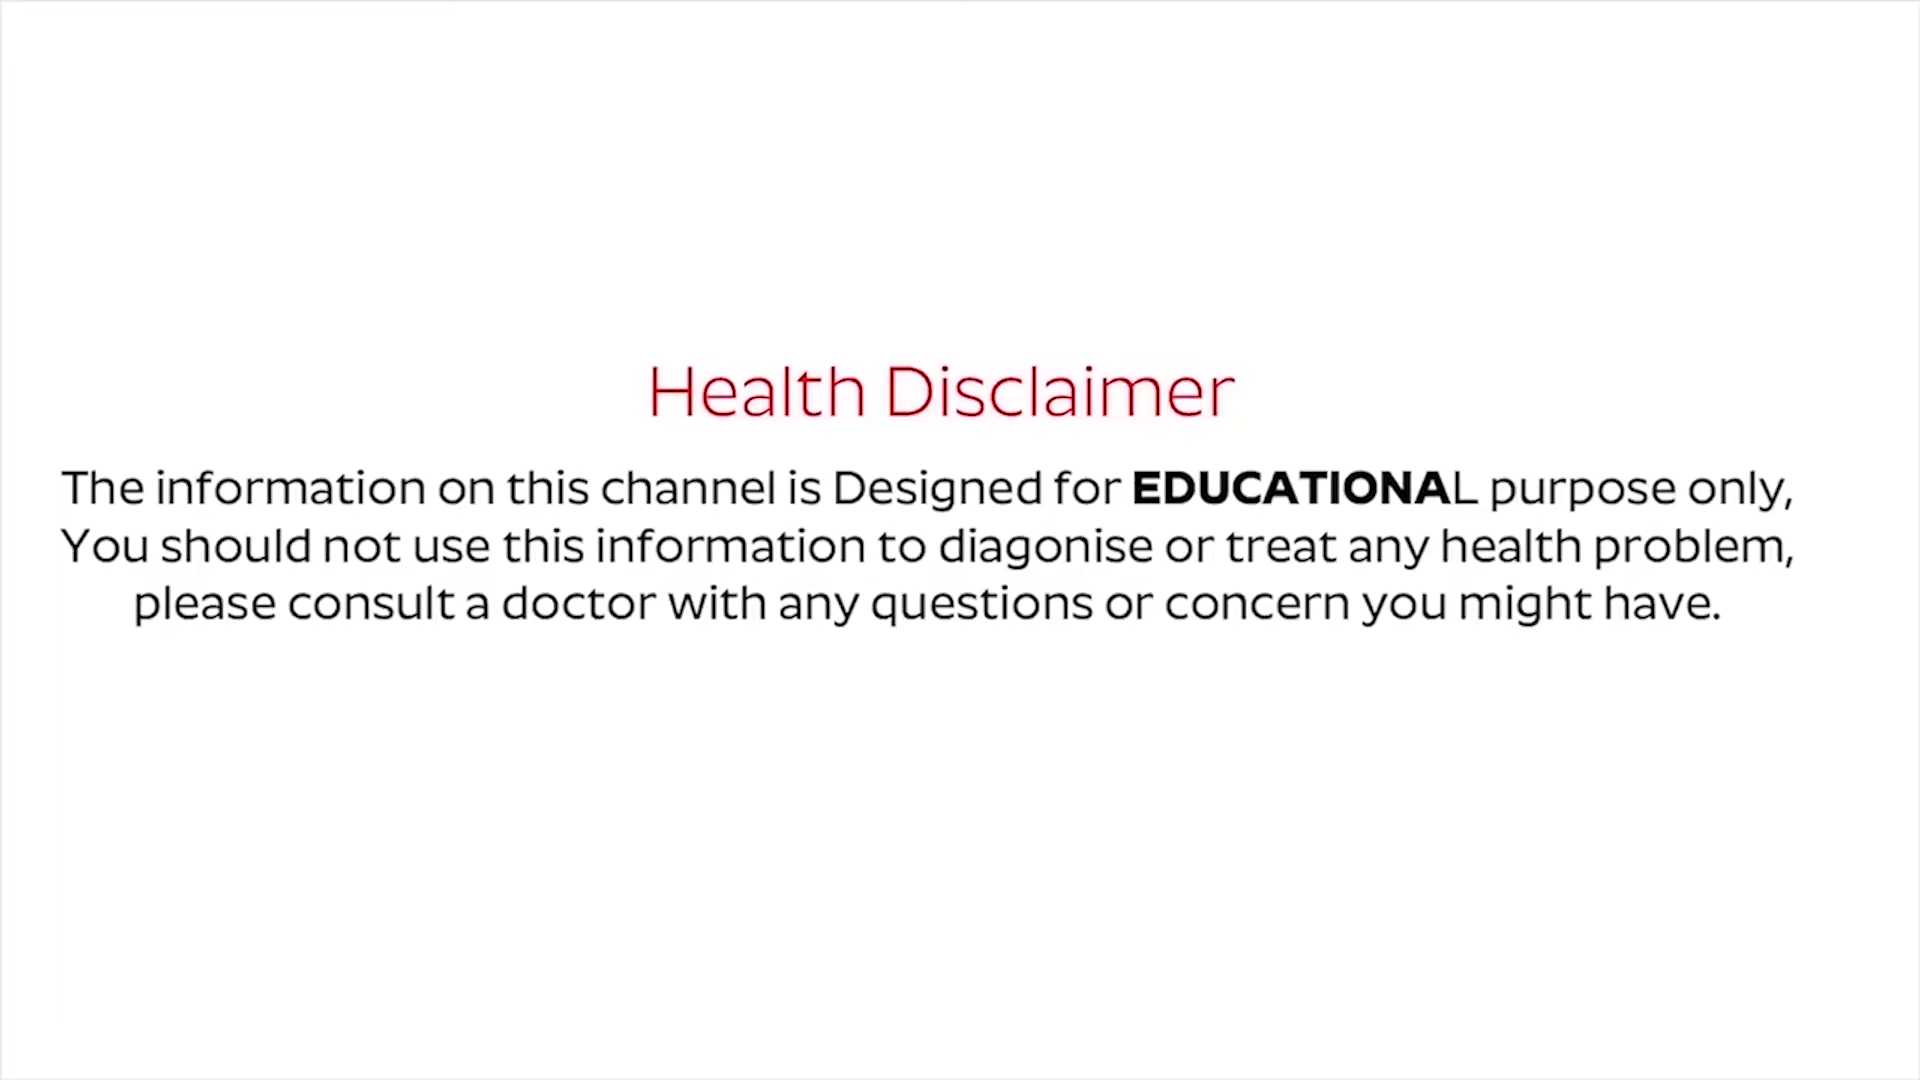 Health Disclaimer
The information on this channel is Designed for EDUCATIONAL purpose only,
You should not use this information to diagonise or treat any health problem,
please consult a doctor with any questions or concern you might have.